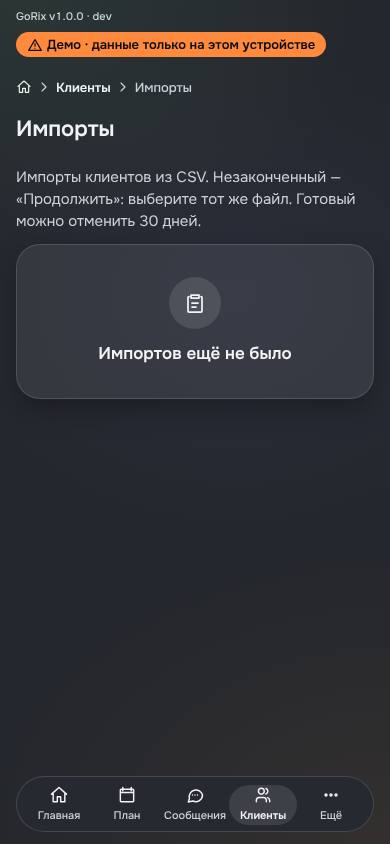 GoRix v1.0.0 · dev
Демо · данные только на этом устройстве
Клиенты Импорты
Импорты
Импорты клиентов из CSV. Незаконченный —
«Продолжить»: выберите тот же файл. Готовый
можно отменить 30 дней.
Импортов ещё не было
Главная План Сообщения Клиенты Ещё